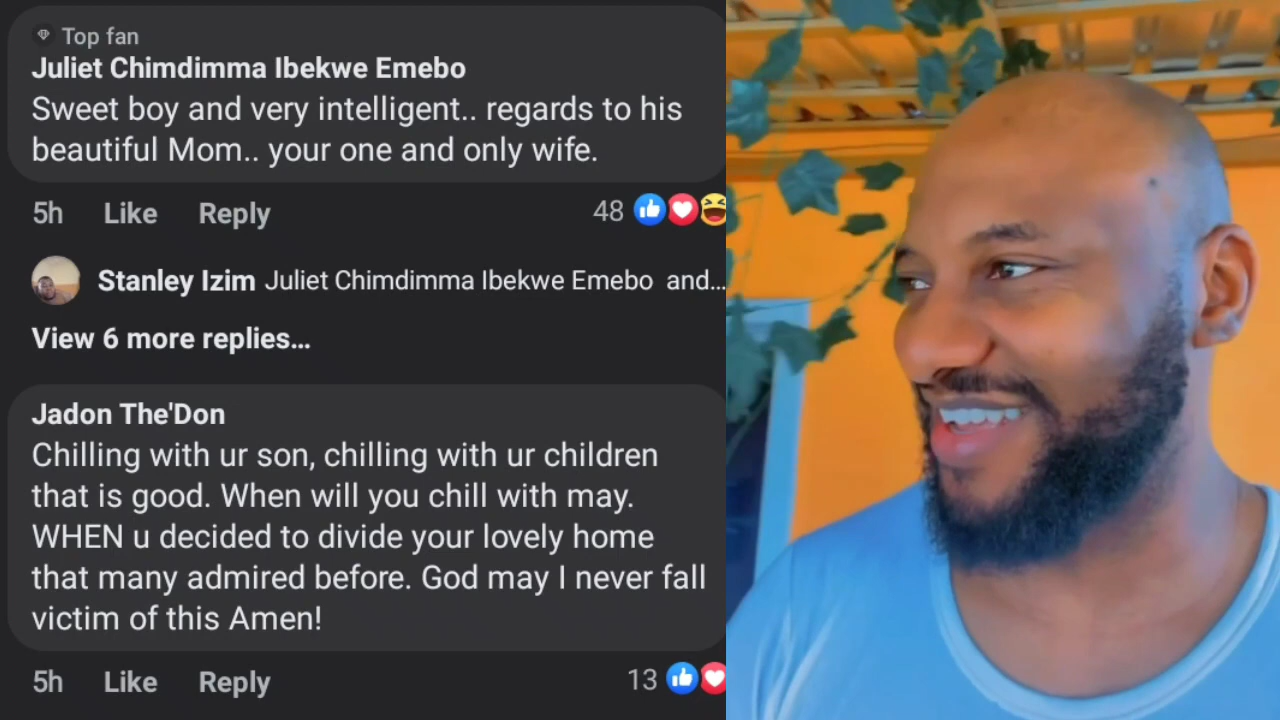 Top fan
Juliet Chimdimma Ibekwe Emebo
Sweet boy and very intelligent.. regards to his
beautiful Mom.. your one and only wife.
5h Like Reply 48
Stanley Izim Juliet Chimdimma Ibekwe Emebo and...
View 6 more replies...
Jadon The'Don
Chilling with ur son, chilling with ur children
that is good. When will you chill with may.
WHEN u decided to divide your lovely home
that many admired before. God may I never fall
victim of this Amen!
5h Like Reply 13